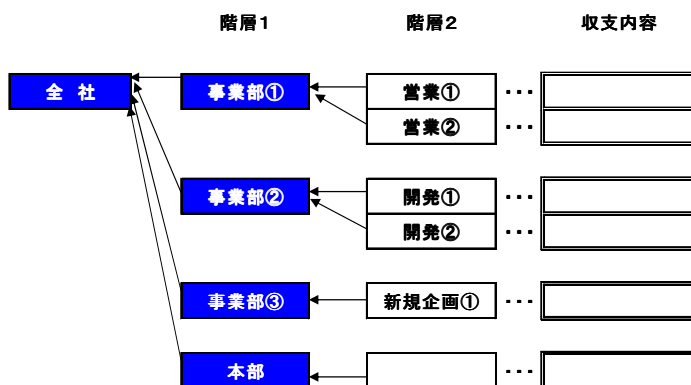 階層1 階層2 収支内容
全 社 事業部① 営業① ・・・
営業② ・・・
事業部② 開発① ・・・
開発② ・・・
事業部③ 新規企画① ・・・
本部 ・・・